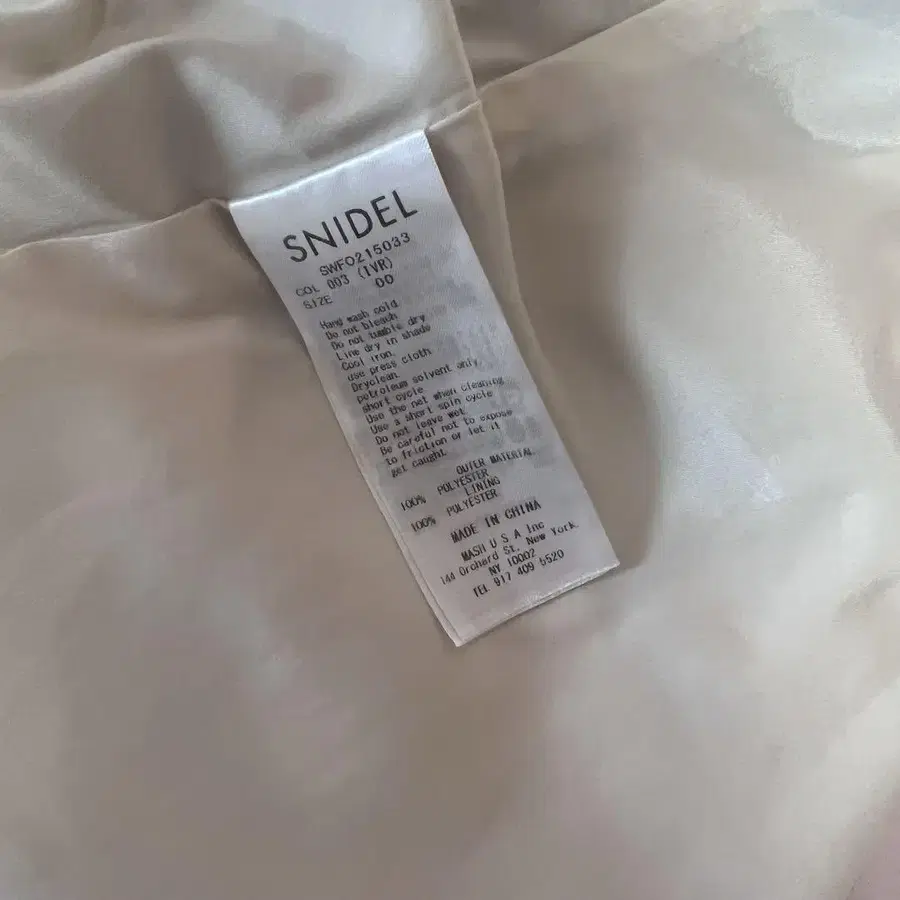 SNIDEL
SWFO215033
COL 003 (IVR)
SIZE 00
Hand wash cold
Do not bleach
Do not tumble dry
Line dry in shade
Cool iron.
use press cloth
Dryclean.
petroleum solvent only
short cycle
Use the net when cleaning
Use a short spin cycle
Do not leave wet
Be careful not to expose
to friction or let it
get caught.
OUTER MATERIAL
100% POLYESTER
LINING
100% POLYESTER
MADE IN CHINA
MASH U S A Inc
144 Orchard St. New York.
NY 10002
TEL 917 409 5520